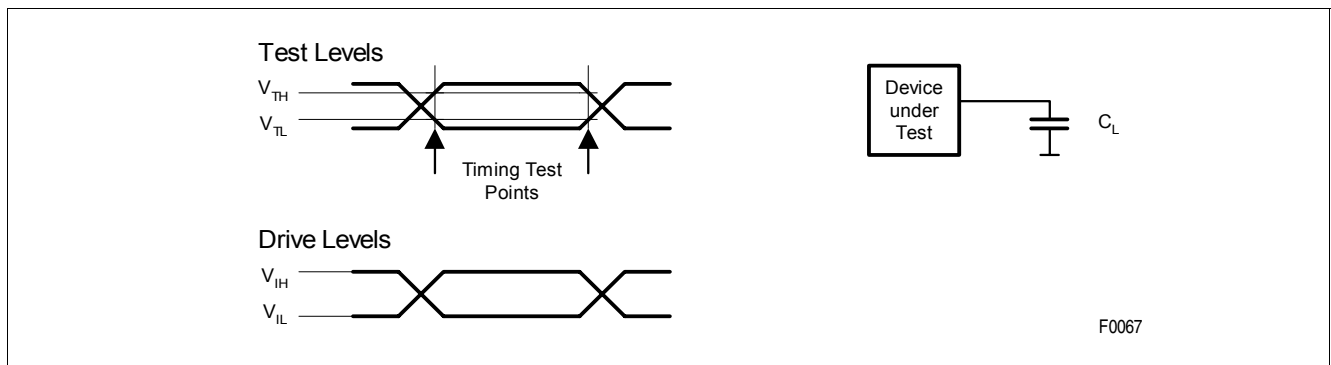 Test Levels
V_TH
V_TL
Timing Test
Points
Device
under
Test
C_L
Drive Levels
V_IH
V_IL
F0067